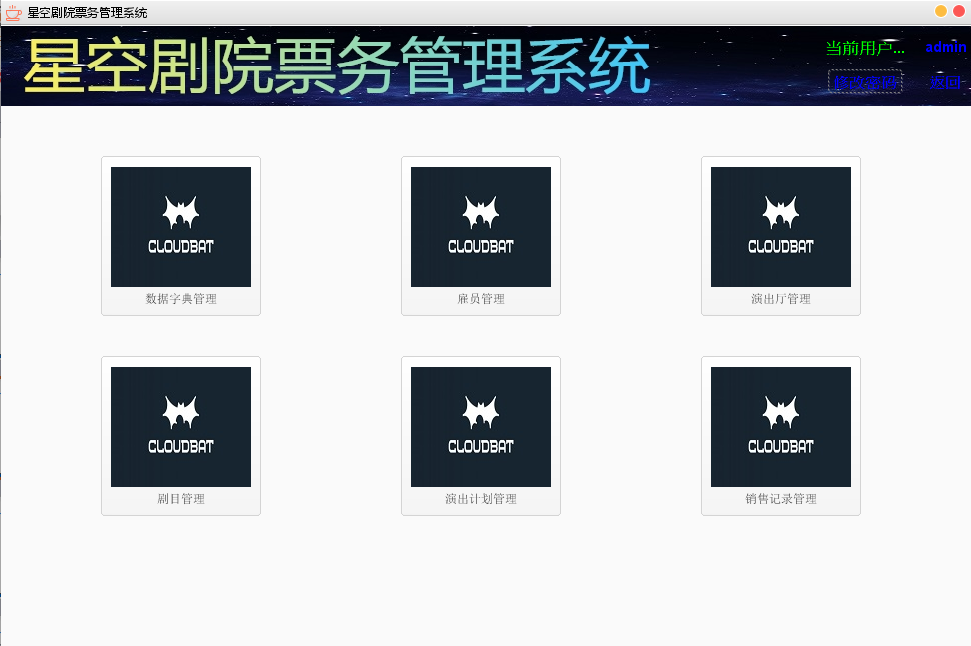 星空剧院票务管理系统
星空剧院票务管理系统
当前用户... admin
修改密码 返回
CLOUDBAT
CLOUDBAT
CLOUDBAT
数据字典管理
雇员管理
演出厅管理
CLOUDBAT
CLOUDBAT
CLOUDBAT
剧目管理
演出计划管理
销售记录管理